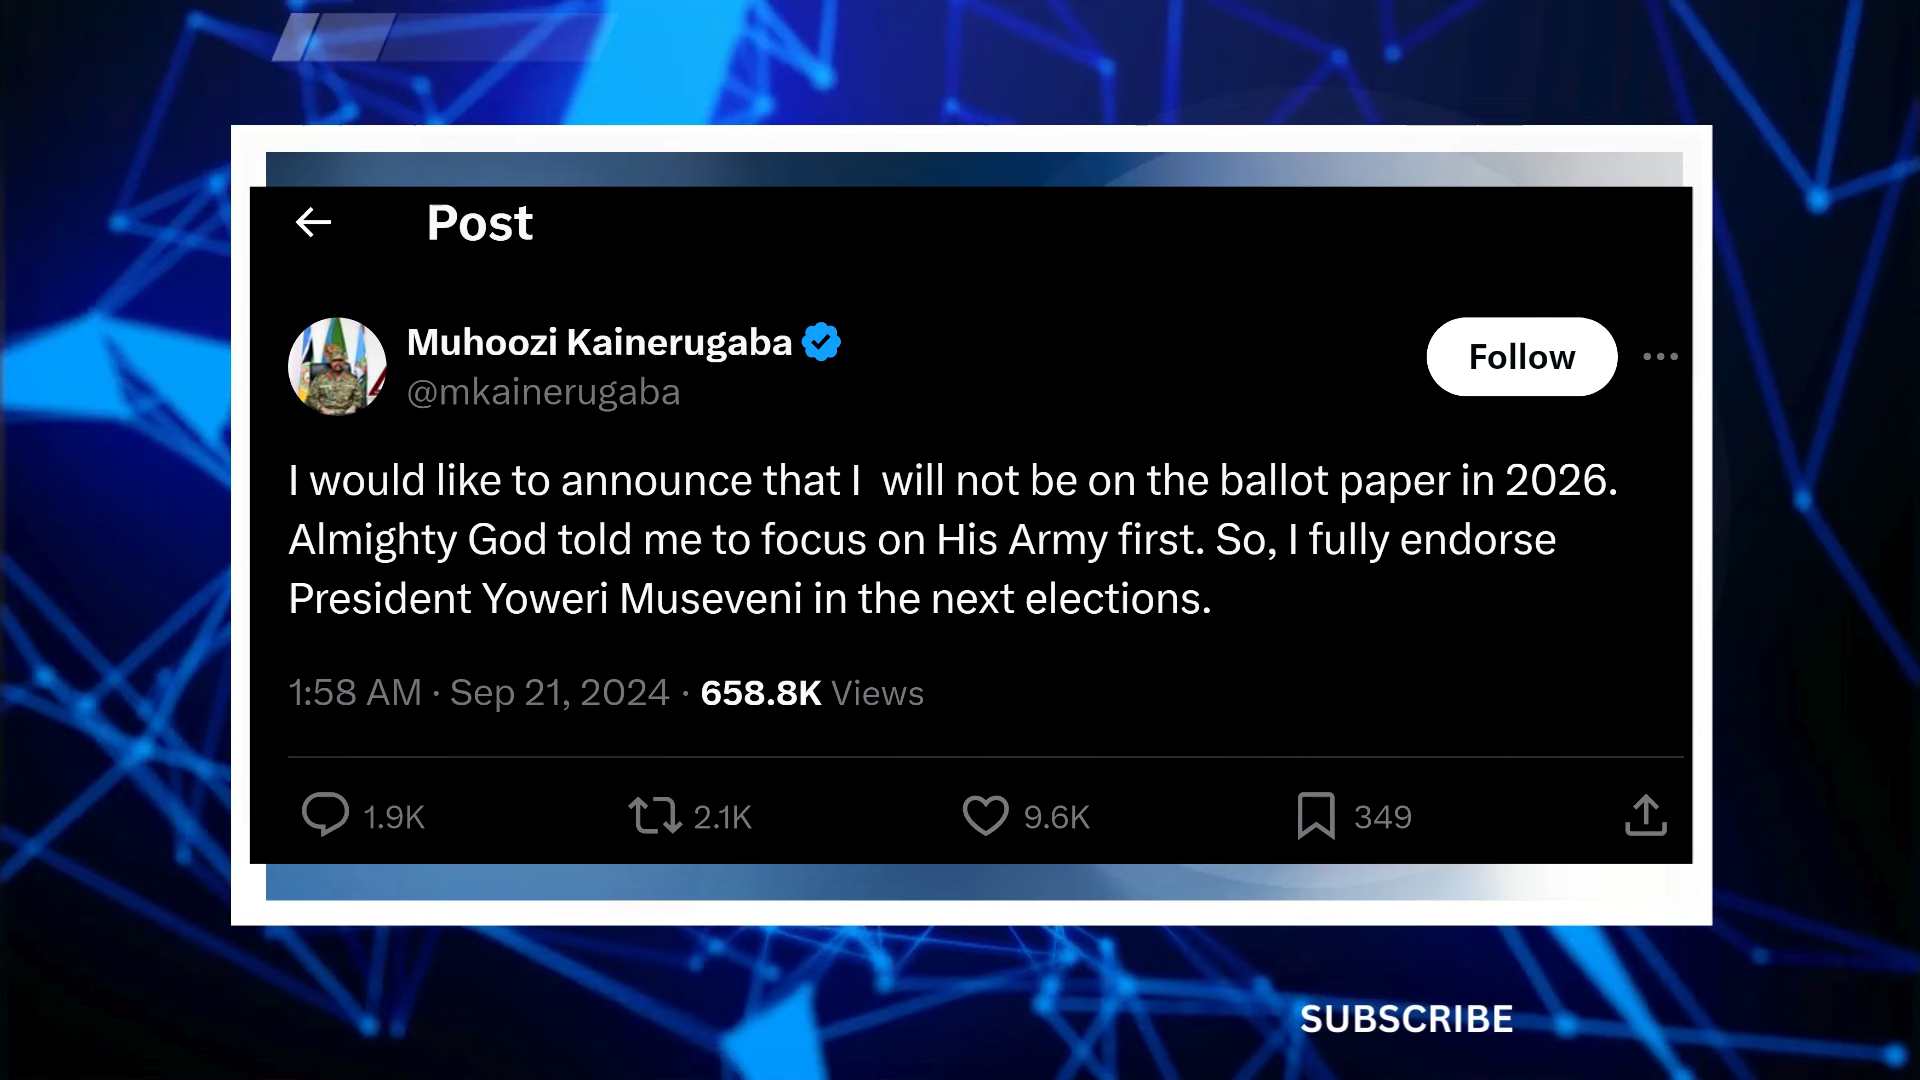 Post
Muhoozi Kainerugaba
@mkainerugaba
Follow
I would like to announce that I  will not be on the ballot paper in 2026.
Almighty God told me to focus on His Army first. So, I fully endorse
President Yoweri Museveni in the next elections.
1:58 AM · Sep 21, 2024 · 658.8K Views
1.9K 2.1K 9.6K 349
SUBSCRIBE